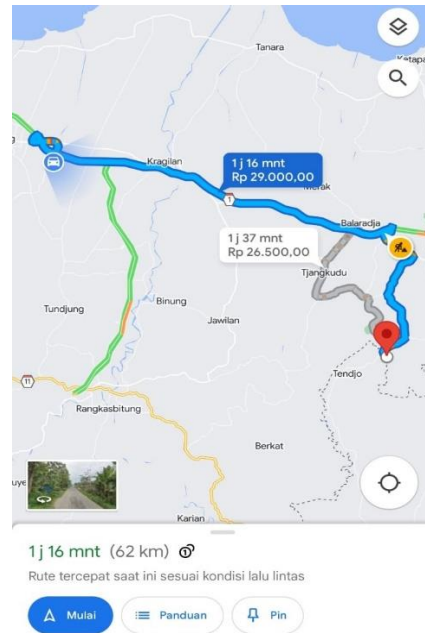 Tanara
Kragilan
1 j 16 mnt
Rp 29.000,00
1
Balaradja
1 j 37 mnt
Rp 26.500,00
Tjangkudu
Tundjung
Binung
Jawilan
Tendjo
11
Rangkasbitung
Berkat
Karian
1 j 16 mnt (62 km)
Rute tercepat saat ini sesuai kondisi lalu lintas
Mulai
Panduan
Pin